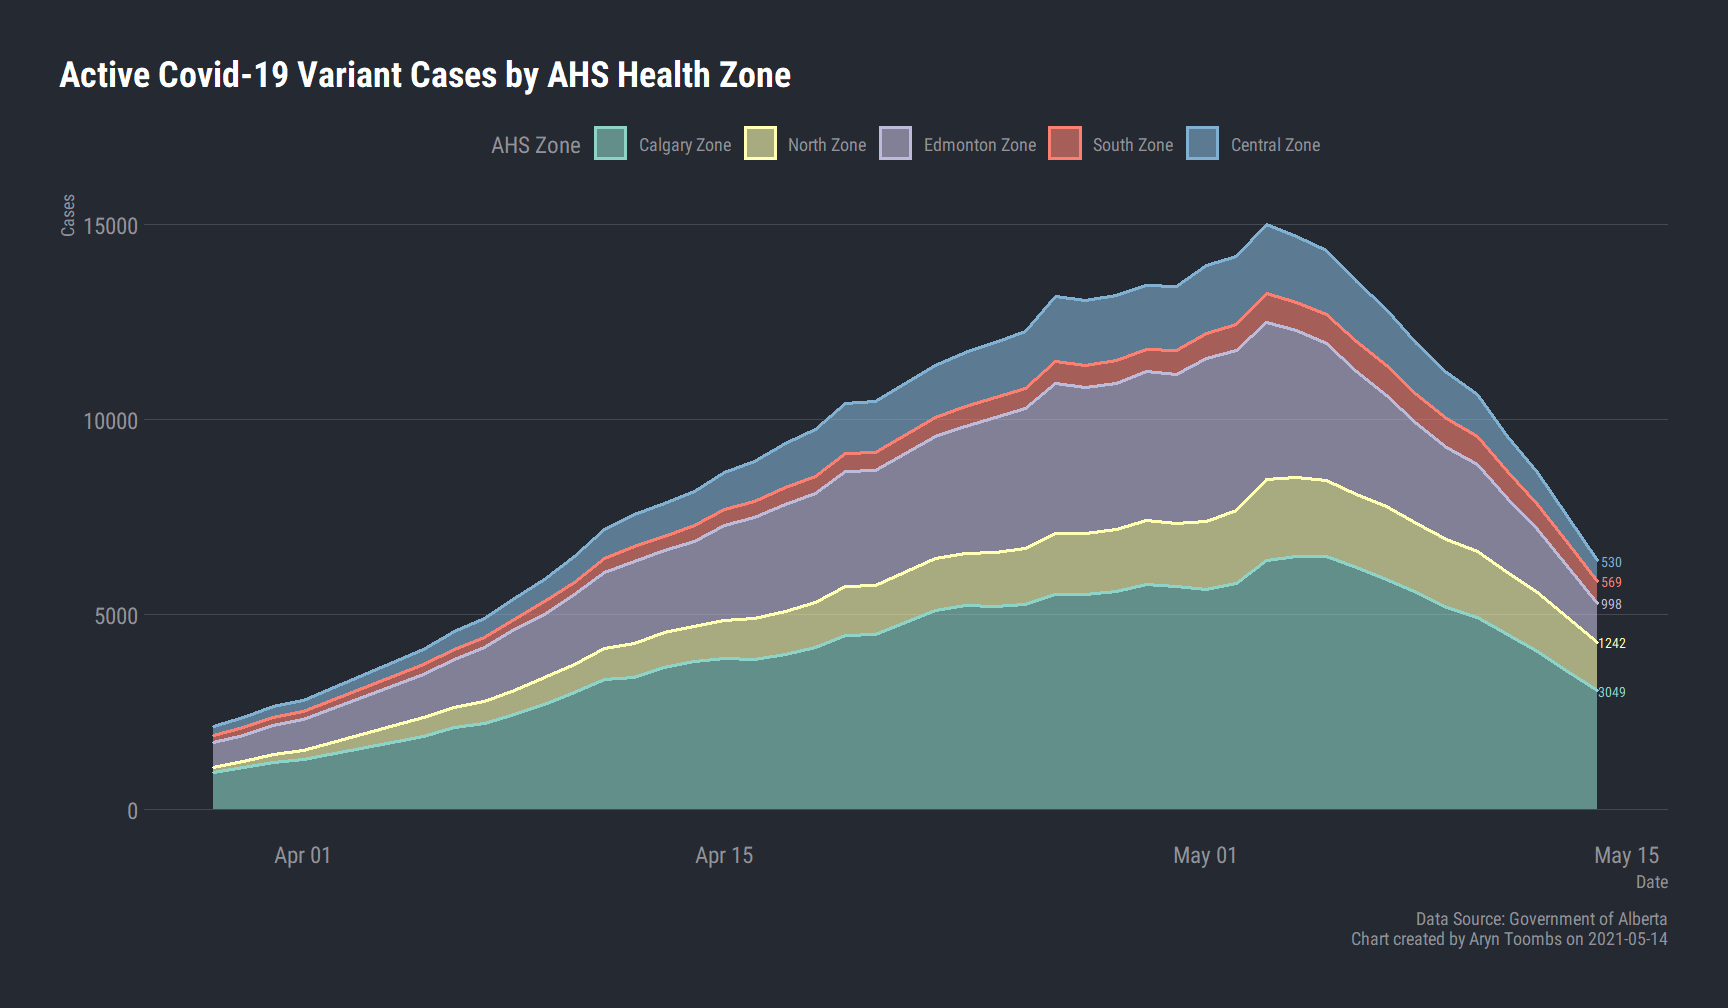 Active Covid-19 Variant Cases by AHS Health Zone
AHS Zone Calgary Zone North Zone Edmonton Zone South Zone Central Zone
Cases
15000
10000
5000
0
530
569
998
1242
3049
Apr 01 Apr 15 May 01 May 15
Date
Data Source: Government of Alberta
Chart created by Aryn Toombs on 2021-05-14